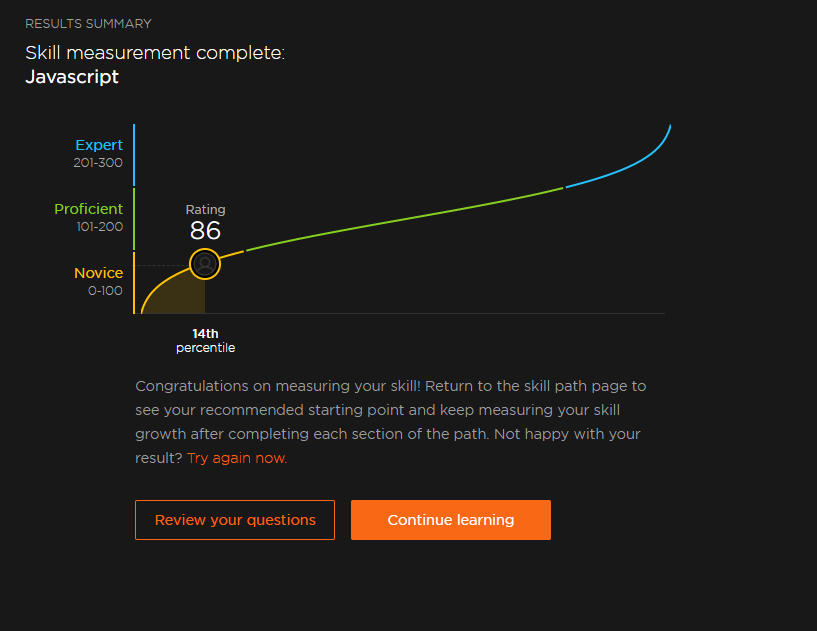 RESULTS SUMMARY
Skill measurement complete:
Javascript
Expert
201-300
Proficient
101-200
Rating
86
Novice
0-100
14th
percentile
Congratulations on measuring your skill! Return to the skill path page to
see your recommended starting point and keep measuring your skill
growth after completing each section of the path. Not happy with your
result? Try again now.
Review your questions
Continue learning